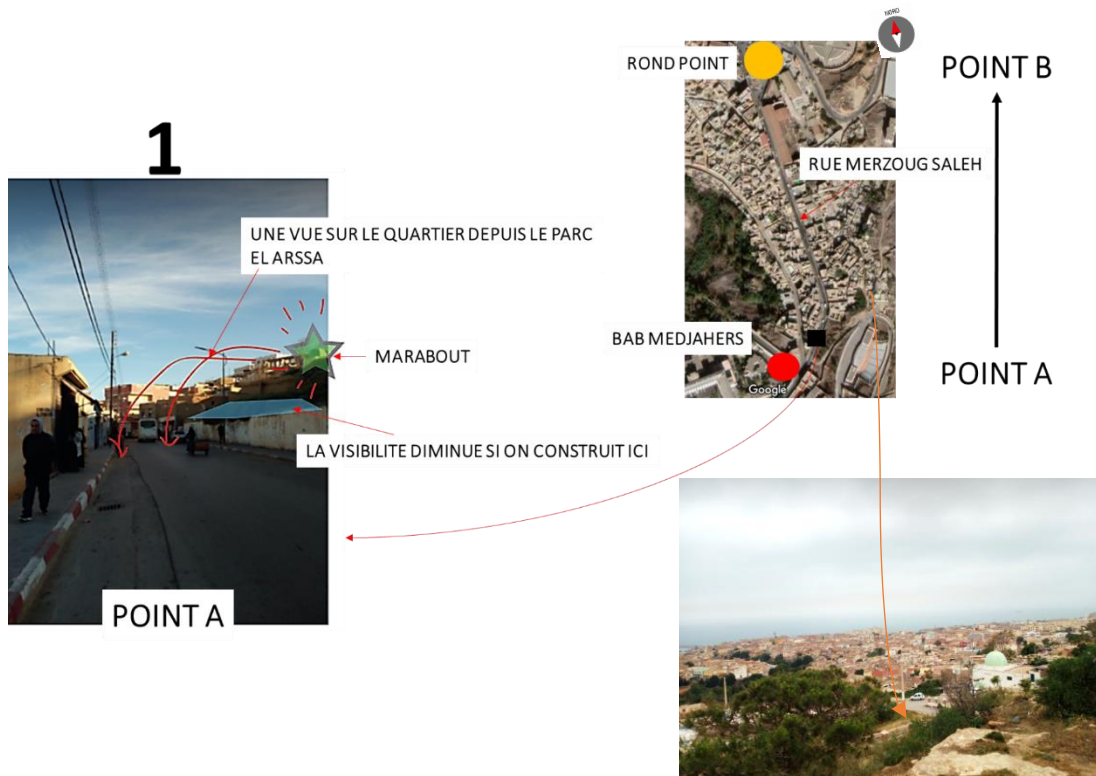 1
UNE VUE SUR LE QUARTIER DEPUIS LE PARC
EL ARSSA
MARABOUT
LA VISIBILITE DIMINUE SI ON CONSTRUIT ICI
POINT A
NORD
ROND POINT
POINT B
RUE MERZOUG SALEH
BAB MEDJAHERS
POINT A
Google